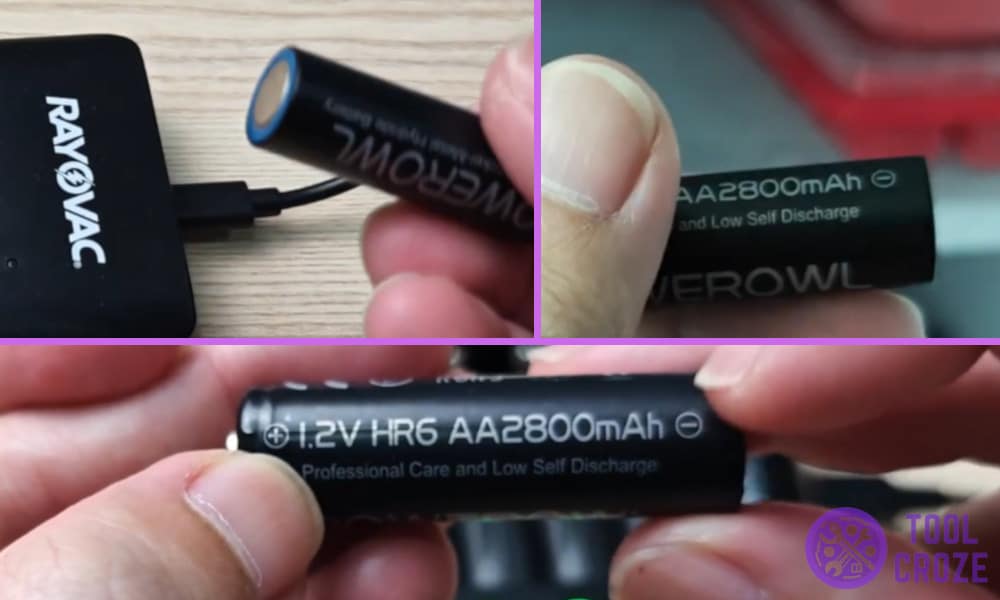 RAYOVAC
OWEROWL
AA2800mAh
and Low Self Discharge
WEROWL
1.2V HR6 AA2800mAh
Professional Care and Low Self Discharge
TOOL
CROZE